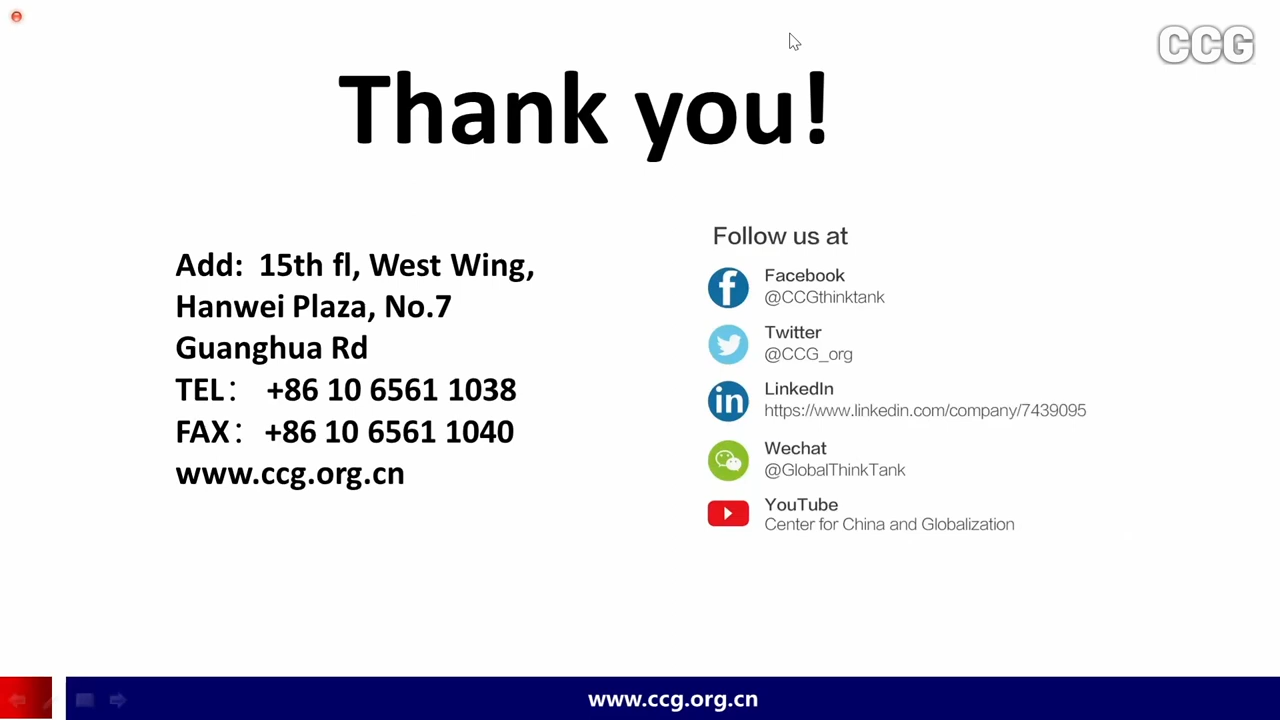 CCG
Thank you!
Add:  15th fl, West Wing,
Hanwei Plaza, No.7
Guanghua Rd
TEL：  +86 10 6561 1038
FAX： +86 10 6561 1040
www.ccg.org.cn
Follow us at
Facebook
@CCGthinktank
Twitter
@CCG_org
LinkedIn
https://www.linkedin.com/company/7439095
Wechat
@GlobalThinkTank
YouTube
Center for China and Globalization
www.ccg.org.cn